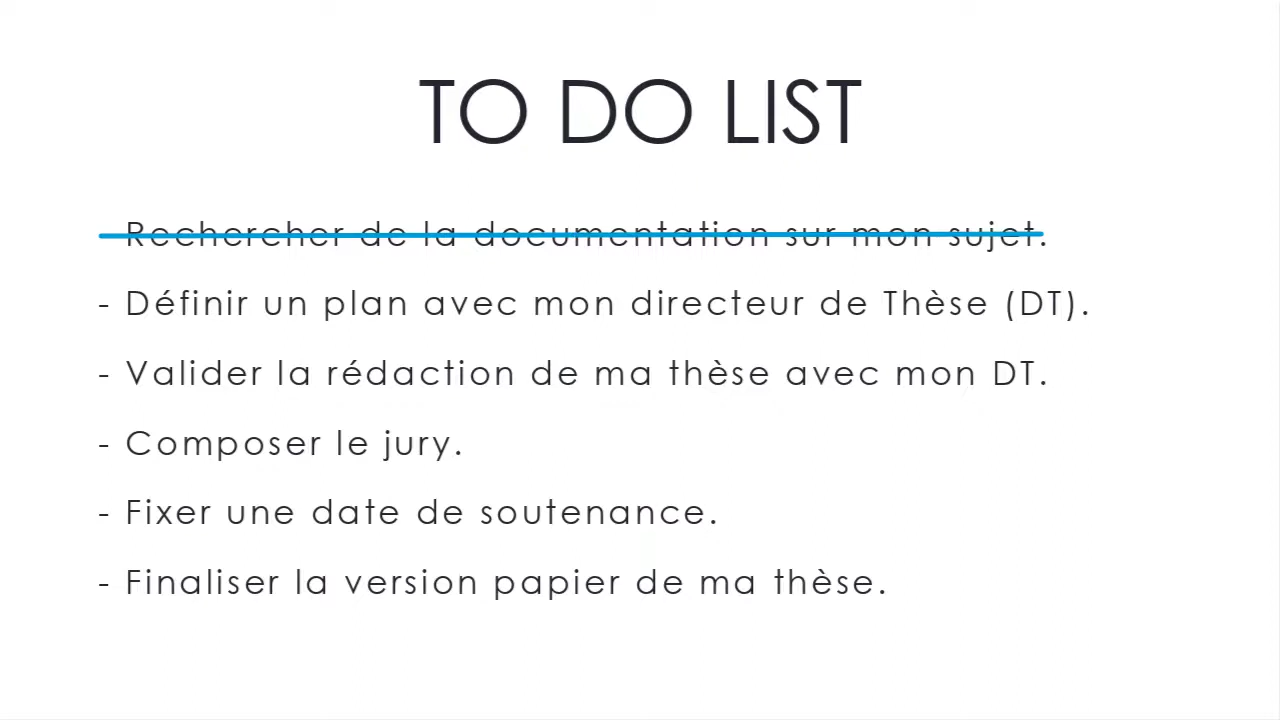 TO DO LIST
Rechercher de la documentation sur mon sujet.
- Définir un plan avec mon directeur de Thèse (DT).
- Valider la rédaction de ma thèse avec mon DT.
- Composer le jury.
- Fixer une date de soutenance.
- Finaliser la version papier de ma thèse.